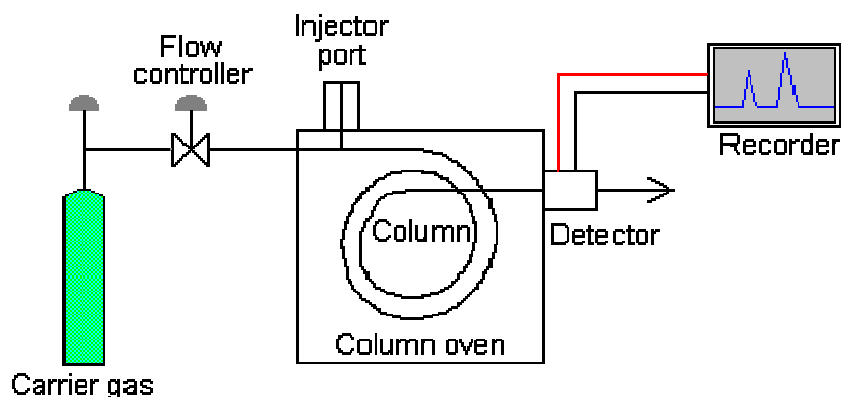 Injector
port
Flow
controller
Recorder
Column
Detector
Column oven
Carrier gas